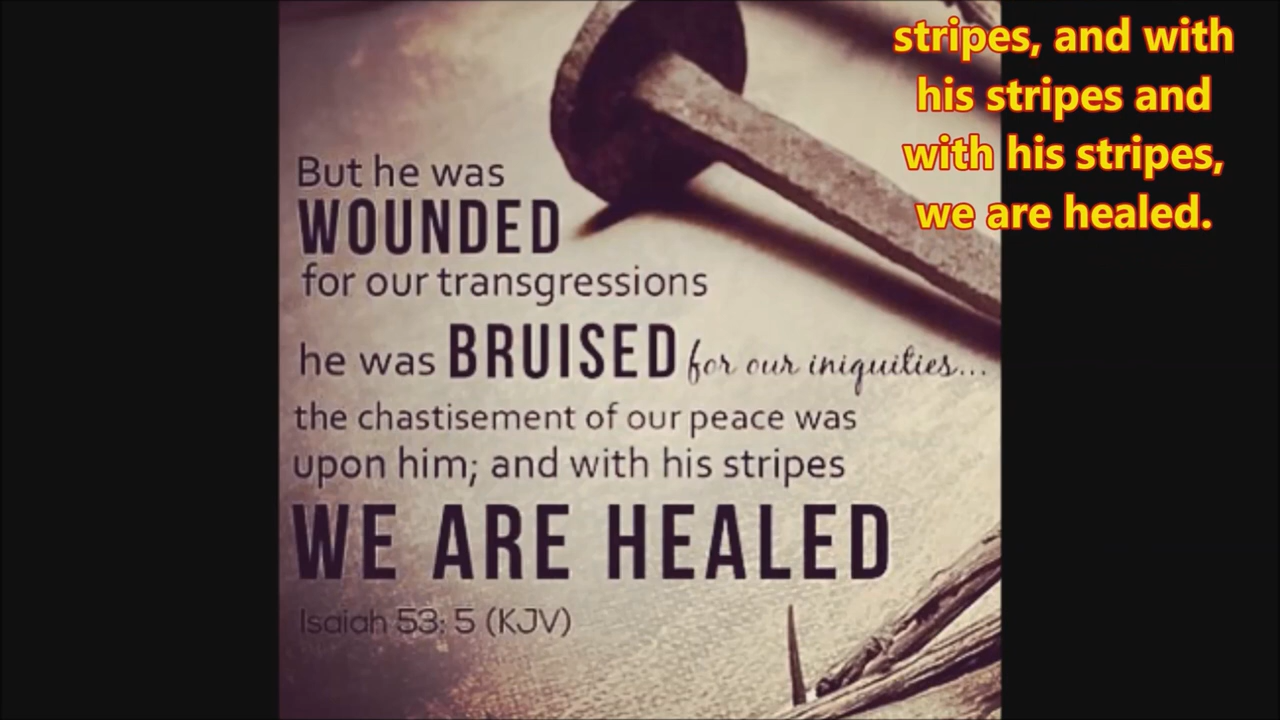 stripes, and with
his stripes and
with his stripes,
we are healed.
But he was
WOUNDED
for our transgressions
he was BRUISED for our iniquities...
the chastisement of our peace was
upon him; and with his stripes
WE ARE HEALED
Isaiah 53: 5 (KJV)